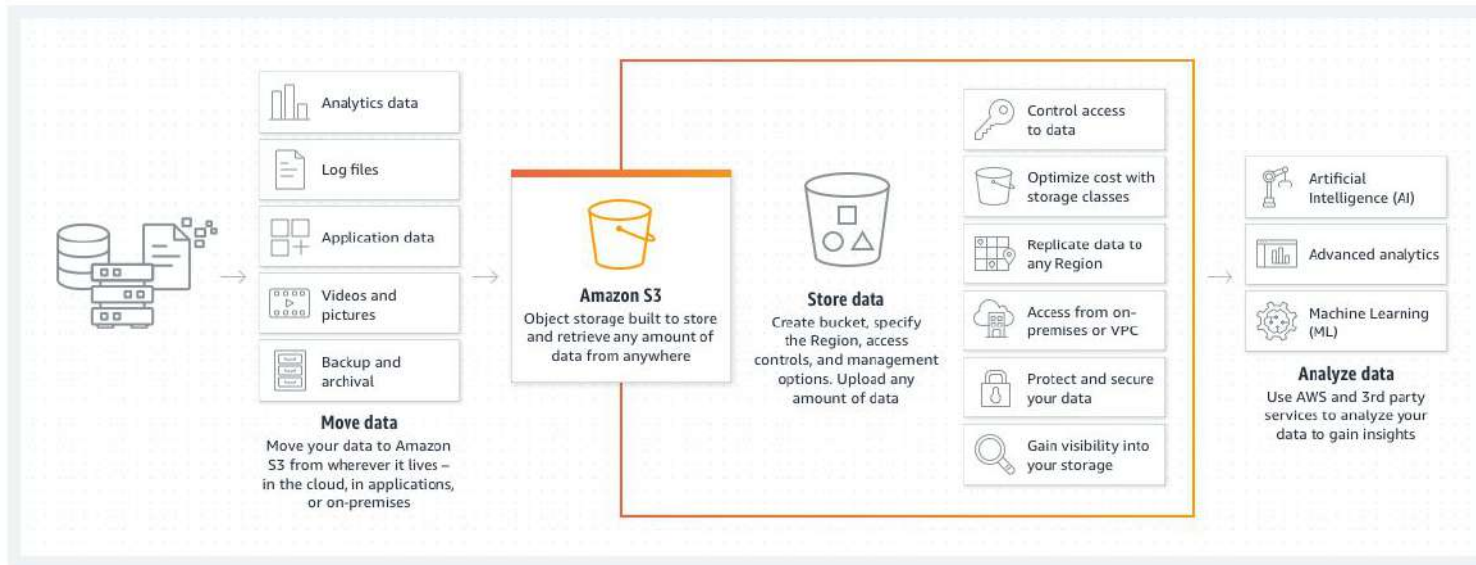 Analytics data
Log files
Application data
Videos and
pictures
Backup and
archival
Move data
Move your data to Amazon
S3 from wherever it lives –
in the cloud, in applications,
or on-premises
Amazon S3
Object storage built to store
and retrieve any amount of
data from anywhere
Store data
Create bucket, specify
the Region, access
controls, and management
options. Upload any
amount of data
Control access
to data
Optimize cost with
storage classes
Replicate data to
any Region
Access from on-
premises or VPC
Protect and secure
your data
Gain visibility into
your storage
Artificial
Intelligence (AI)
Advanced analytics
Machine Learning
(ML)
Analyze data
Use AWS and 3rd party
services to analyze your
data to gain insights